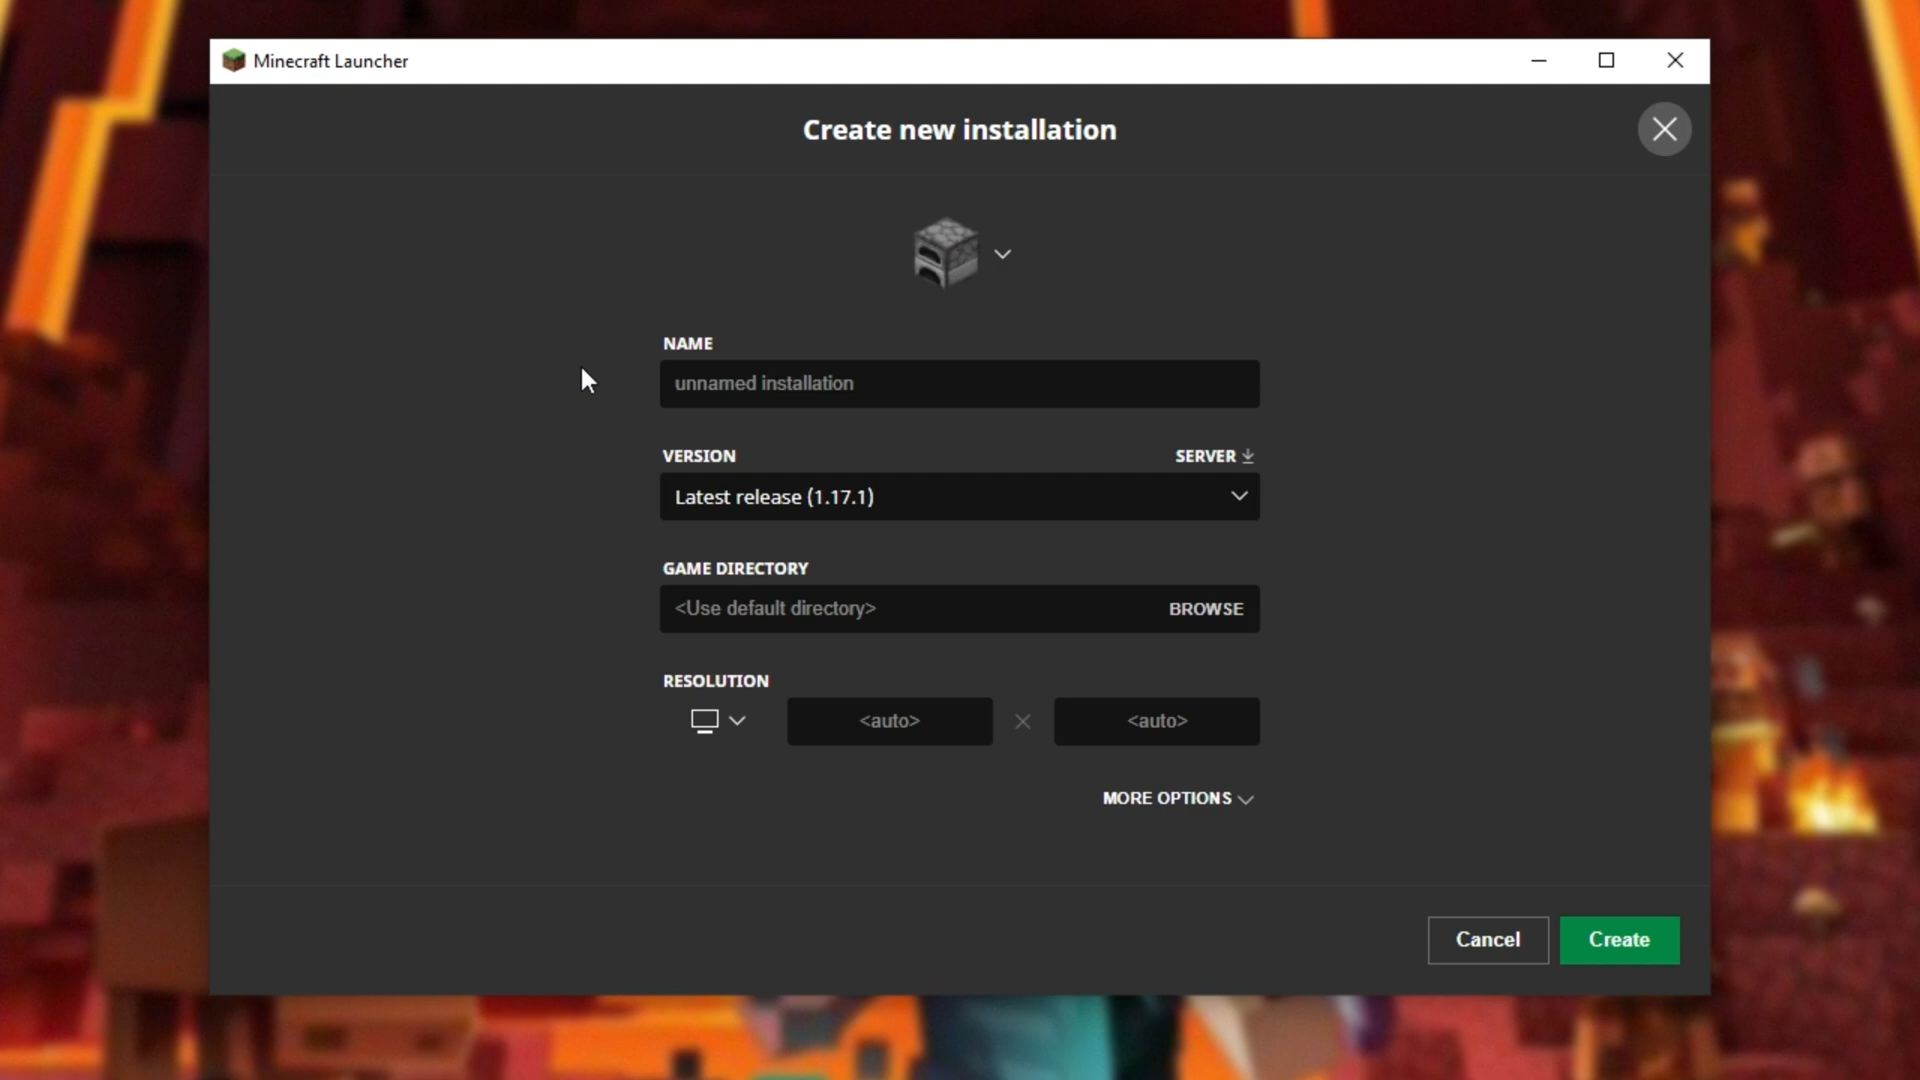 Minecraft Launcher
Create new installation
NAME
unnamed installation
VERSION
SERVER
Latest release (1.17.1)
GAME DIRECTORY
<Use default directory>
BROWSE
RESOLUTION
<auto>
<auto>
MORE OPTIONS
Cancel
Create